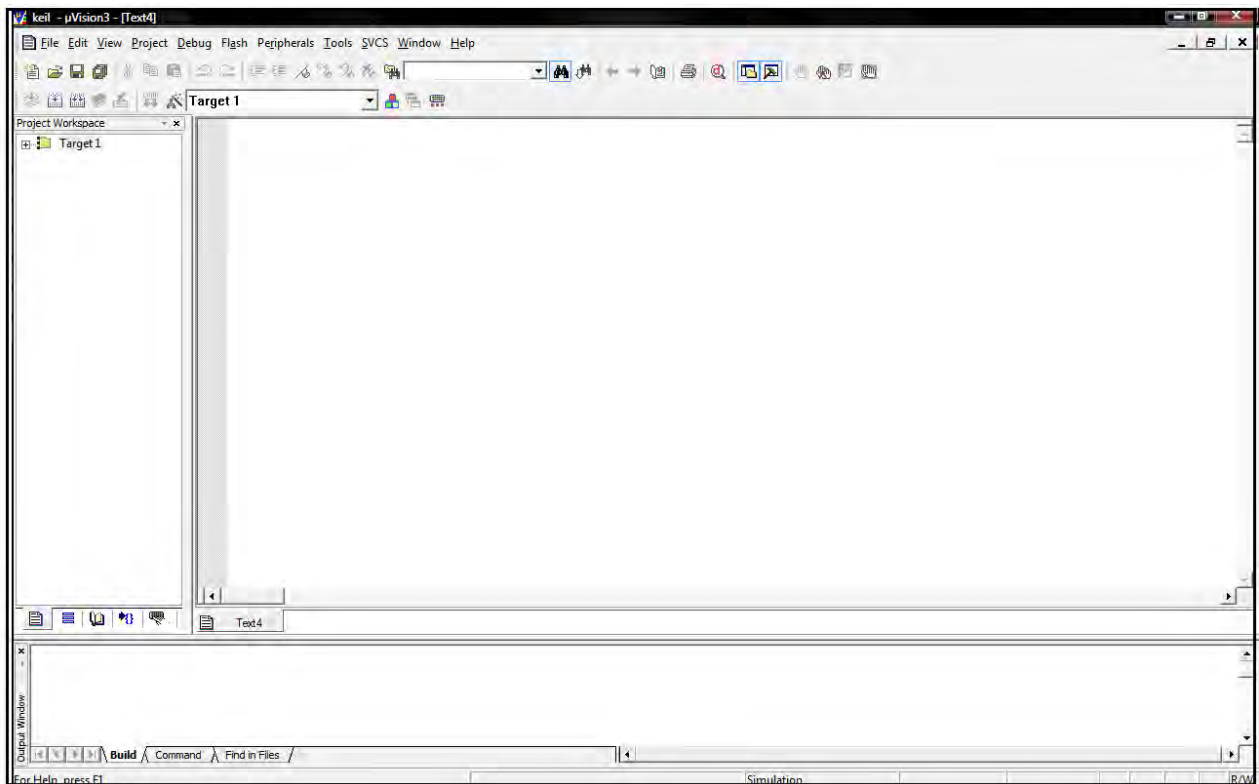 keil - µVision3 - [Text4]
File Edit View Project Debug Flash Peripherals Tools SVCS Window Help
Target 1
Project Workspace
Target 1
Text4
Output Window
Build Command Find in Files
For Help, press F1 Simulation R/W